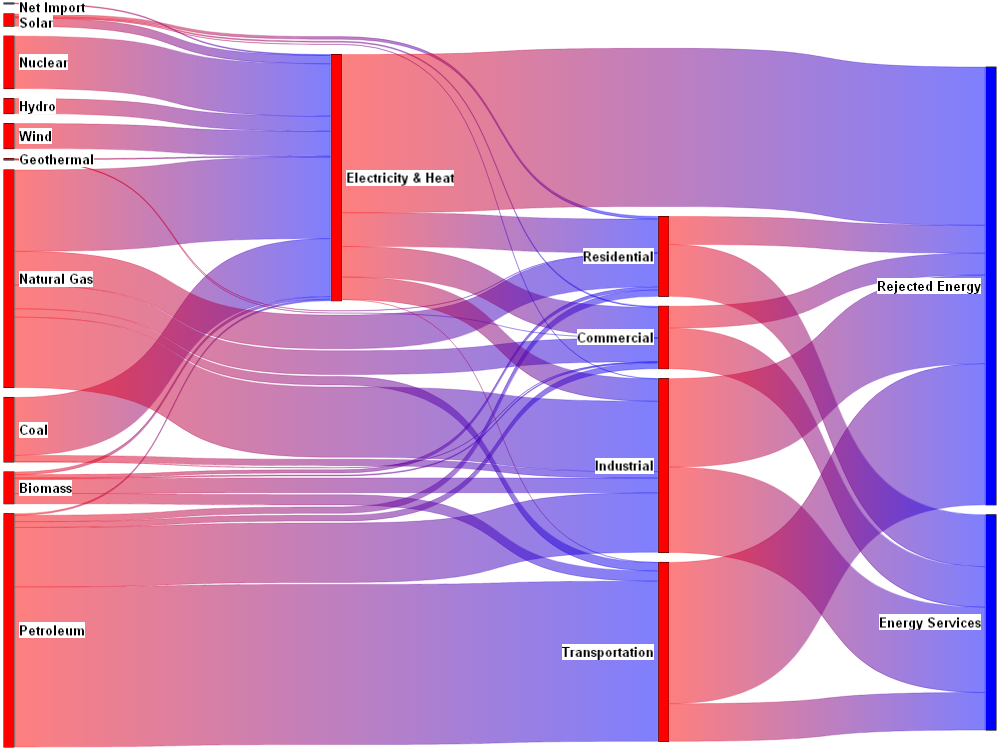 Net Import
Solar
Nuclear
Hydro
Wind
Geothermal
Electricity & Heat
Natural Gas
Residential
Rejected Energy
Commercial
Coal
Industrial
Biomass
Energy Services
Petroleum
Transportation